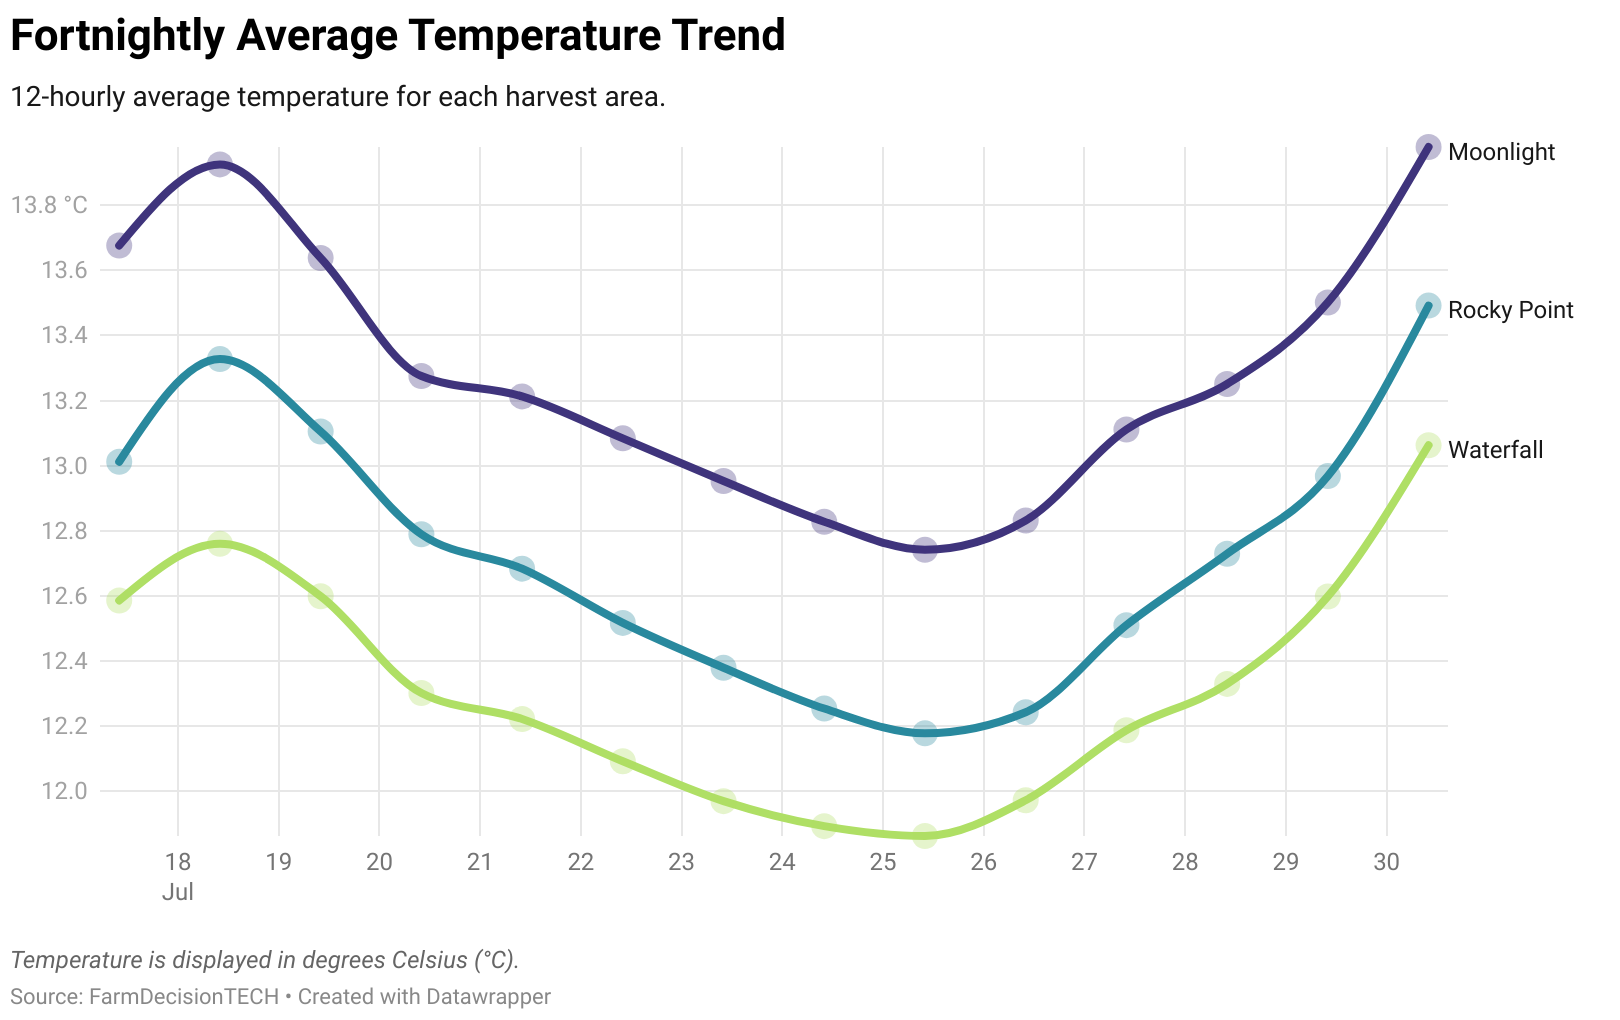 Fortnightly Average Temperature Trend
12-hourly average temperature for each harvest area.
Moonlight
13.8 °C
13.6
13.4
Rocky Point
13.2
13.0
Waterfall
12.8
12.6
12.4
12.2
12.0
18 19 20 21 22 23 24 25 26 27 28 29 30
Jul
Temperature is displayed in degrees Celsius (°C).
Source: FarmDecisionTECH • Created with Datawrapper